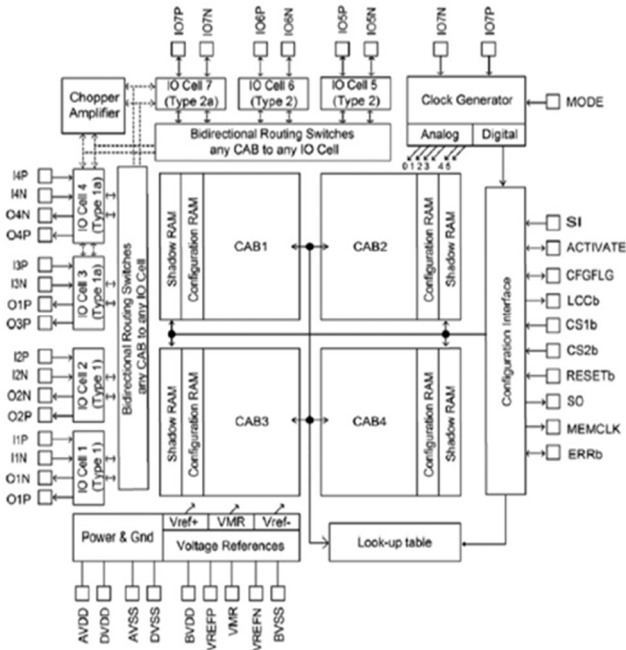 IO7P
IO7N
IO6P
IO6N
IO5P
IO5N
IO7N
IO7P
Chopper
Amplifier
IO Cell 7
(Type 2a)
IO Cell 6
(Type 2)
IO Cell 5
(Type 2)
Clock Generator
MODE
Bidirectional Routing Switches
any CAB to any IO Cell
Analog
Digital
0 1 2 3 4 5
I4P
I4N
O4N
O4P
IO Cell 4
(Type 1a)
I3P
I3N
O1P
O3P
IO Cell 3
(Type 1a)
I2P
I2N
O2N
O2P
IO Cell 2
(Type 1)
I1P
I1N
O1N
O1P
IO Cell 1
(Type 1)
Bidirectional Routing Switches
any CAB to any IO Cell
Shadow RAM
Configuration RAM
CAB1
CAB2
Configuration RAM
Shadow RAM
Shadow RAM
Configuration RAM
CAB3
CAB4
Configuration RAM
Shadow RAM
Configuration Interface
SI
ACTIVATE
CFGFLG
LCCb
CS1b
CS2b
RESETb
SO
MEMCLK
ERRb
Power & Gnd
Vref+
VMR
Vref-
Voltage References
Look-up table
AVDD
DVDD
AVSS
DVSS
BVDD
VREFP
VMR
VREFN
BVSS